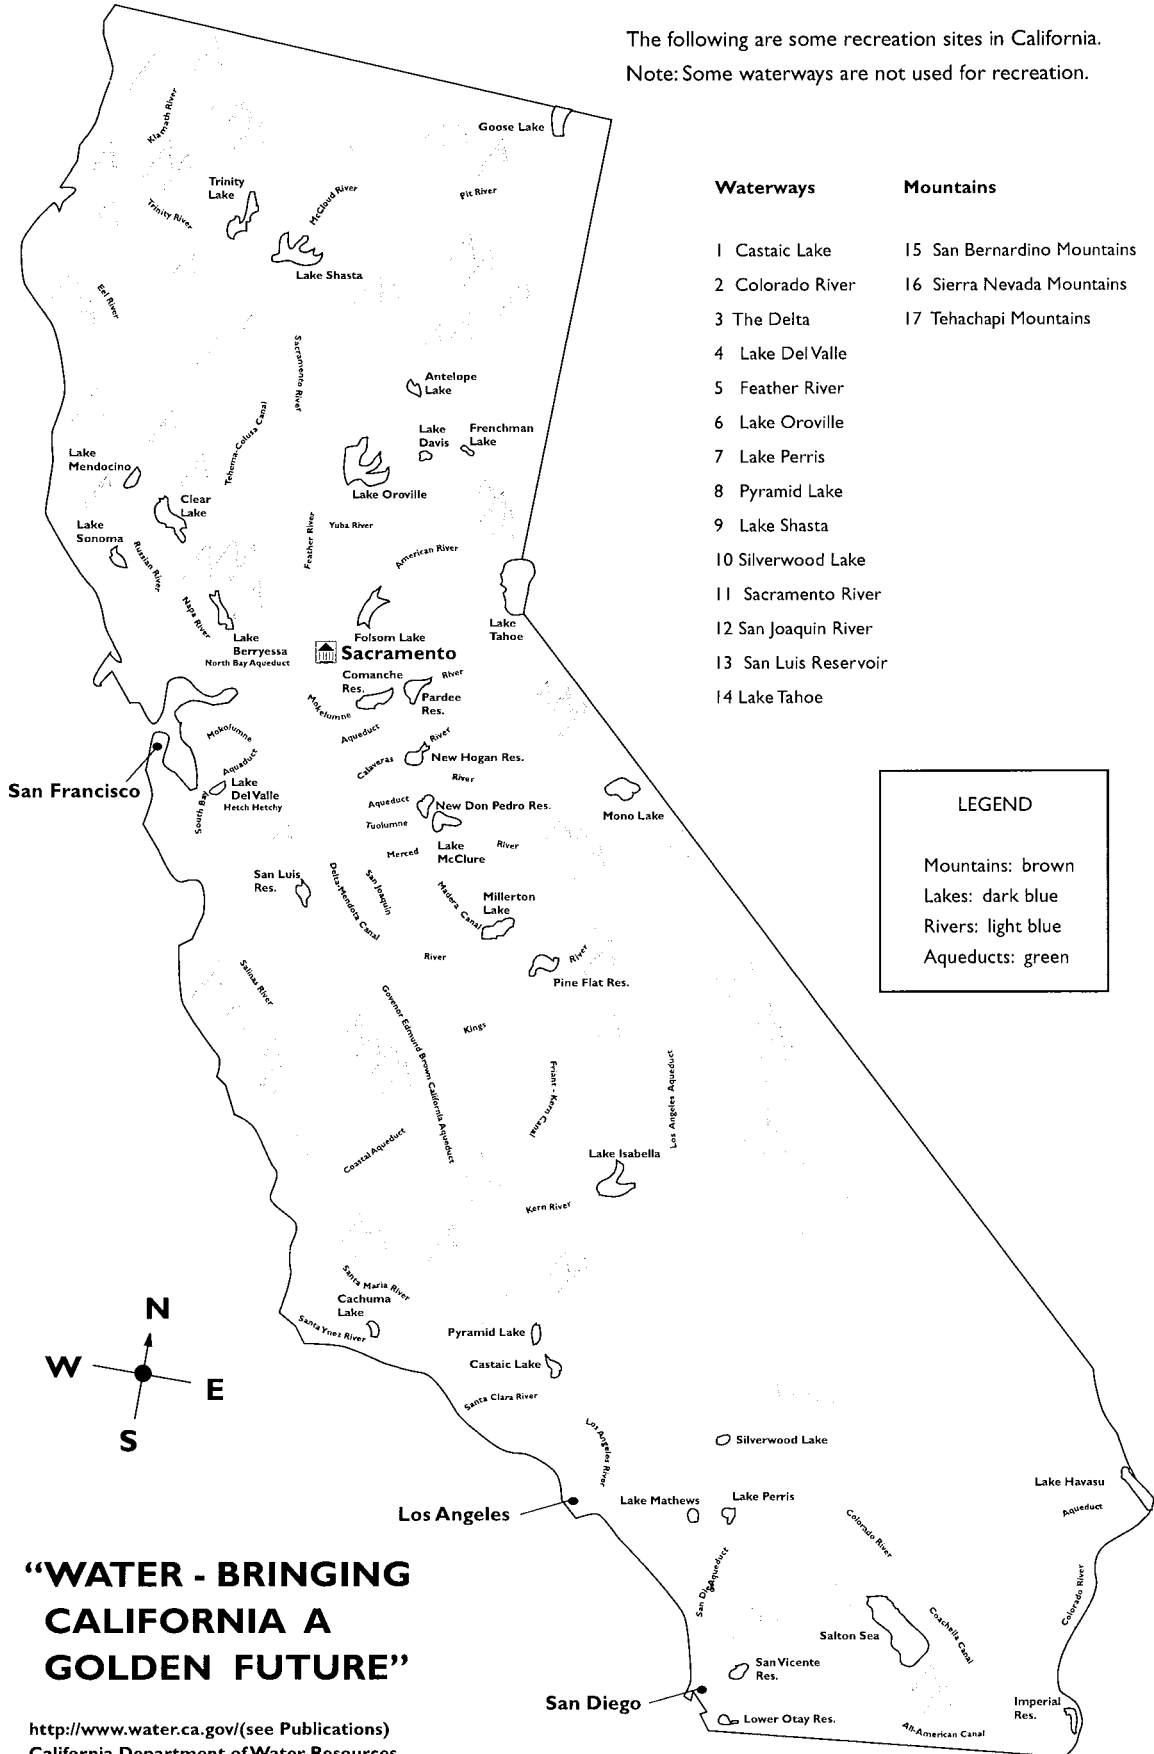 The following are some recreation sites in California.
Note: Some waterways are not used for recreation.
Waterways
1 Castaic Lake
2 Colorado River
3 The Delta
4 Lake Del Valle
5 Feather River
6 Lake Oroville
7 Lake Perris
8 Pyramid Lake
9 Lake Shasta
10 Silverwood Lake
11 Sacramento River
12 San Joaquin River
13 San Luis Reservoir
14 Lake Tahoe
Mountains
15 San Bernardino Mountains
16 Sierra Nevada Mountains
17 Tehachapi Mountains
LEGEND
Mountains: brown
Lakes: dark blue
Rivers: light blue
Aqueducts: green
Klamath River
Goose Lake
Trinity
Lake
Trinity River
McCloud River
Pit River
Lake Shasta
Eel River
Sacramento River
Antelope
Lake
Tehema-Colusa Canal
Lake
Davis
Frenchman
Lake
Lake
Mendocino
Lake Oroville
Clear
Lake
Lake
Sonoma
Russian River
Feather River
Yuba River
American River
Napa River
Lake
Berryessa
North Bay Aqueduct
Folsom Lake
Lake
Tahoe
Sacramento
Comanche
Res.
River
Pardee
Res.
Mokelumne
Aqueduct
Mokolumne
Aqueduct
River
Calaveras
New Hogan Res.
San Francisco
Lake
Del Valle
Hetch Hetchy
South Bay
River
Aqueduct
New Don Pedro Res.
Tuolumne
Mono Lake
Merced
Lake
McClure
River
San Luis
Res.
Delta-Mendota Canal
San Joaquin
Madera Canal
Millerton
Lake
River
River
Pine Flat Res.
Salinas River
Govenor Edmund Brown California Aqueduct
Kings
Friant - Kern Canal
Los Angeles Aqueduct
Coastal Aqueduct
Lake Isabella
Kern River
Santa Maria River
Cachuma
Lake
Santa Ynez River
Pyramid Lake
Castaic Lake
Santa Clara River
N
W
E
S
Los Angeles River
Silverwood Lake
Lake Mathews
Lake Perris
Los Angeles
Lake Havasu
Aqueduct
Colorado River
San Diego Aqueduct
Colorado River
Salton Sea
Coachella Canal
San Vicente
Res.
San Diego
Lower Otay Res.
All-American Canal
Imperial
Res.
"WATER - BRINGING
CALIFORNIA A
GOLDEN FUTURE"
http://www.water.ca.gov/(see Publications)
California Department of Water Resources